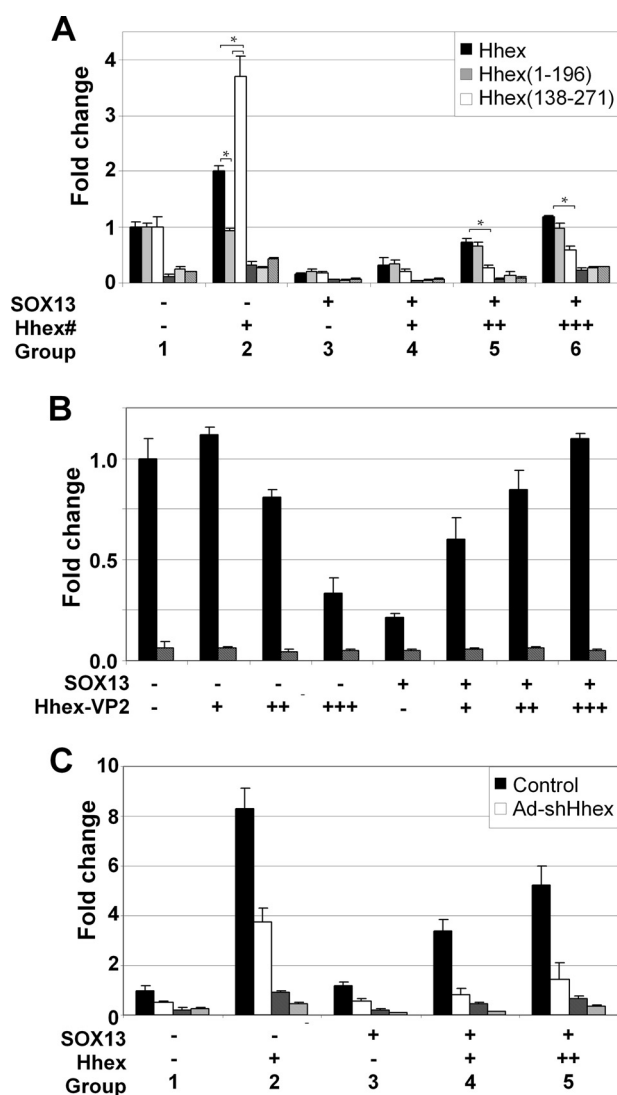 A
Fold change
4
2
1
0
Hhex
Hhex(1-196)
Hhex(138-271)
*
*
*
*
SOX13 - - + + + +
Hhex# - + - + ++ +++
Group 1 2 3 4 5 6
B
Fold change
1.0
0.5
0.0
SOX13 - - - - + + + +
Hhex-VP2 - + ++ +++ - + ++ +++
C
Fold change
10
8
6
4
2
0
Control
Ad-shHhex
SOX13 - - + + +
Hhex - + - + ++
Group 1 2 3 4 5